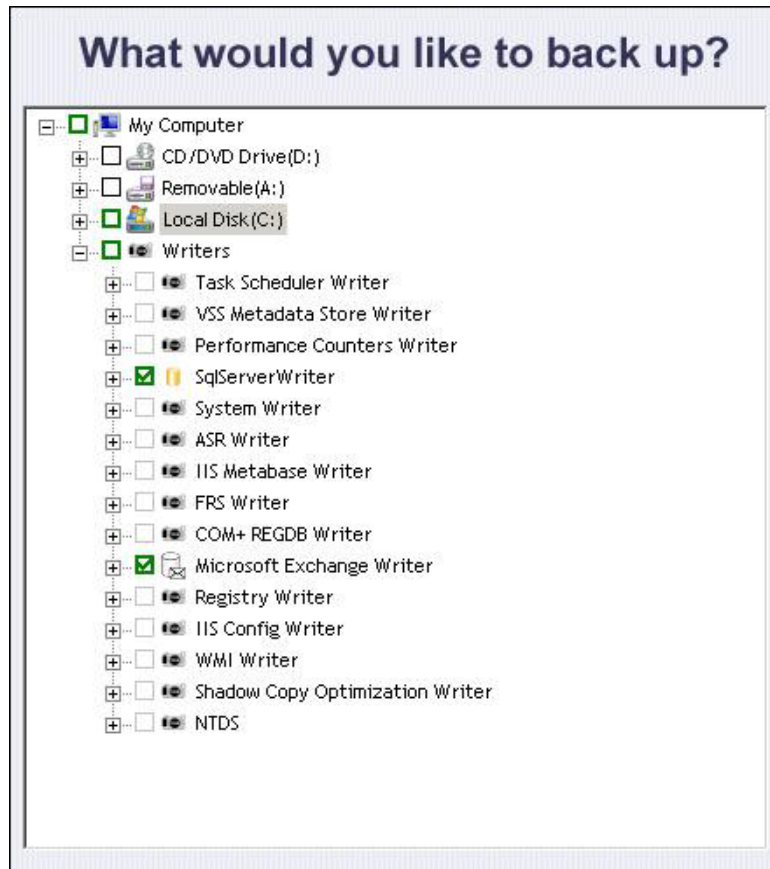 What would you like to back up?
My Computer
CD/DVD Drive(D:)
Removable(A:)
Local Disk(C:)
Writers
Task Scheduler Writer
VSS Metadata Store Writer
Performance Counters Writer
SqlServerWriter
System Writer
ASR Writer
IIS Metabase Writer
FRS Writer
COM+ REGDB Writer
Microsoft Exchange Writer
Registry Writer
IIS Config Writer
WMI Writer
Shadow Copy Optimization Writer
NTDS